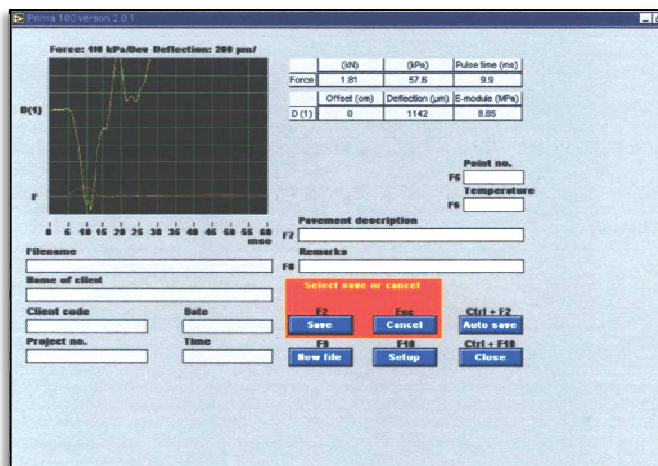 Prima 100 version 2.0.1
Force: 100 kPa/Dev Deflection: 200 µm/
D(1)
F
0 5 10 15 20 25 30 35 40 45 50 55 60
msc
(kN) (kPa) Pulse time (ms)
Force 1.81 57.6 9.9
Offset (cm) Deflection (µm) E-module (MPa)
D (1) 0 1142 8.85
Point no.
F5
Temperature
F6
Pavement description
F7
Filename
Remarks
F8
Name of client
Select save or cancel
Client code
Date
F2 Esc Ctrl + F2
Save Cancel Auto save
Project no.
Time
F9 F10 Ctrl + F10
New file Setup Close